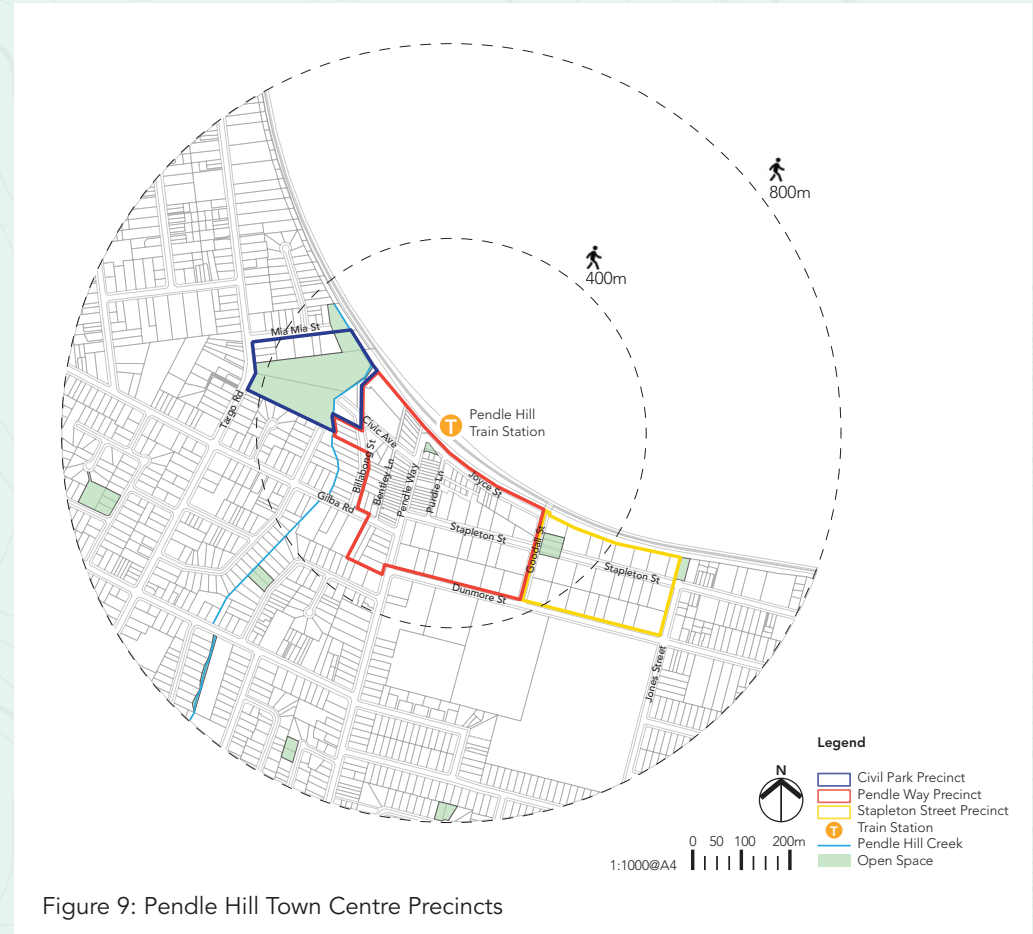 800m
400m
Mia Mia St
Targo Rd
Civic Ave
Pendle Hill
Train Station
T
Billabong St
Bentley Ln
Pendle Way
Purdle Ln
Joyce St
Gilba Rd
Stapleton St
Goodall St
Stapleton St
Dunmore St
Jones Street
Legend
N
Civil Park Precinct
Pendle Way Precinct
Stapleton Street Precinct
T
Train Station
Pendle Hill Creek
Open Space
0 50 100 200m
1:1000@A4
Figure 9: Pendle Hill Town Centre Precincts